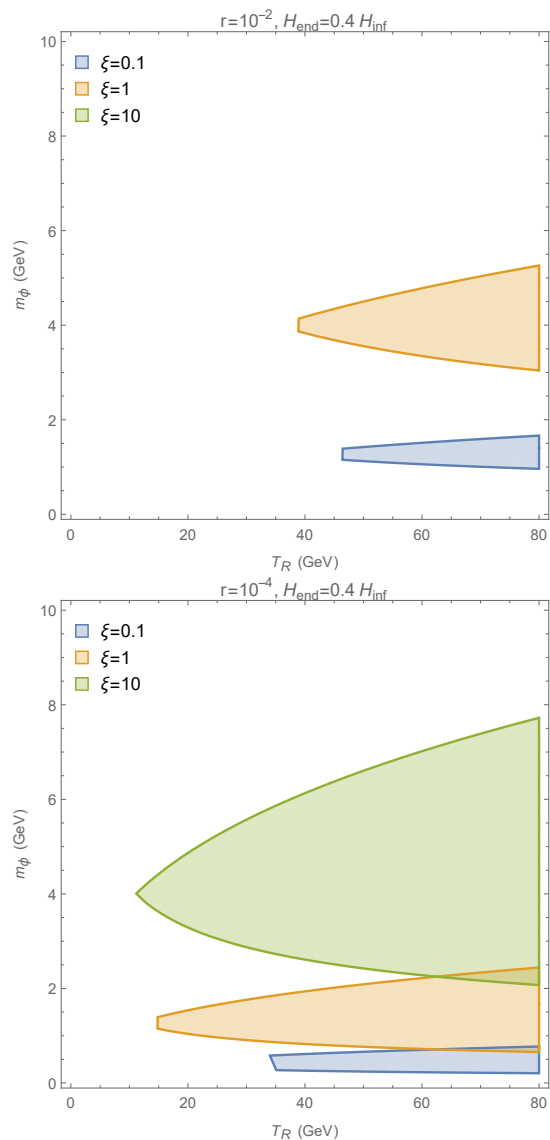 r=10⁻², H_end=0.4 H_inf
ξ=0.1
ξ=1
ξ=10
m_ϕ (GeV)
10
8
6
4
2
0
0 20 40 60 80
T_R (GeV)
r=10⁻⁴, H_end=0.4 H_inf
ξ=0.1
ξ=1
ξ=10
m_ϕ (GeV)
10
8
6
4
2
0
0 20 40 60 80
T_R (GeV)